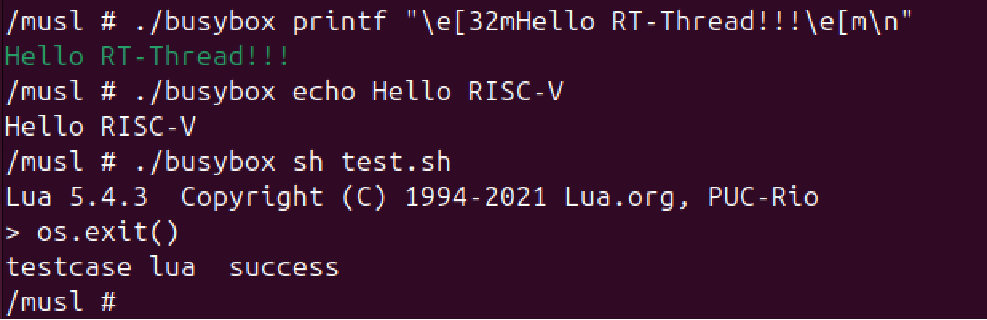 /musl # ./busybox printf "\e[32mHello RT-Thread!!!\e[m\n"
Hello RT-Thread!!!
/musl # ./busybox echo Hello RISC-V
Hello RISC-V
/musl # ./busybox sh test.sh
Lua 5.4.3  Copyright (C) 1994-2021 Lua.org, PUC-Rio
> os.exit()
testcase lua  success
/musl #